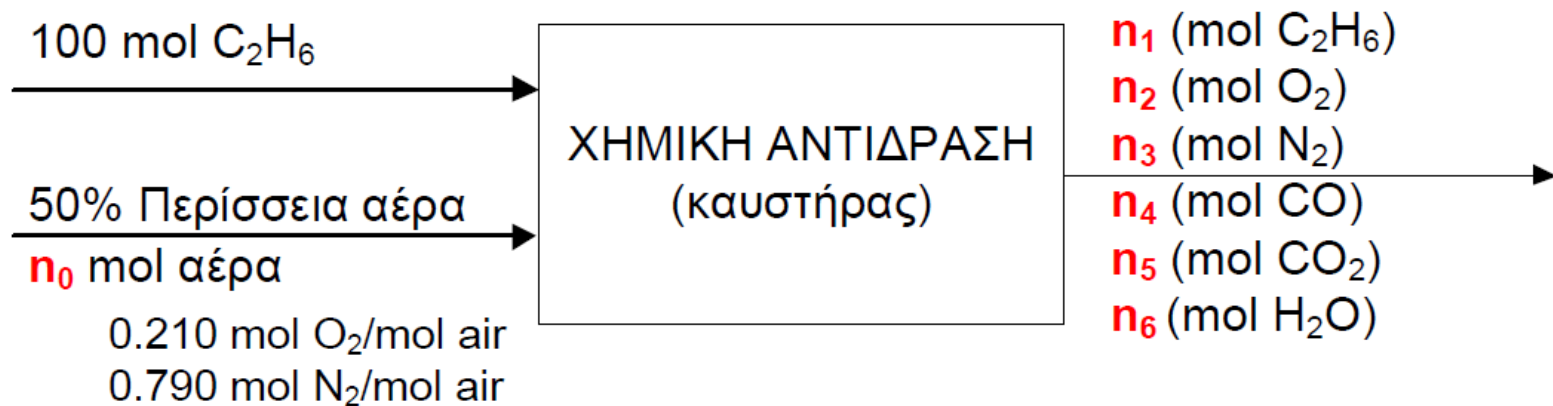 100 mol C₂H₆
50% Περίσσεια αέρα
n₀ mol αέρα
0.210 mol O₂/mol air
0.790 mol N₂/mol air
ΧΗΜΙΚΗ ΑΝΤΙΔΡΑΣΗ
(καυστήρας)
n₁ (mol C₂H₆)
n₂ (mol O₂)
n₃ (mol N₂)
n₄ (mol CO)
n₅ (mol CO₂)
n₆ (mol H₂O)